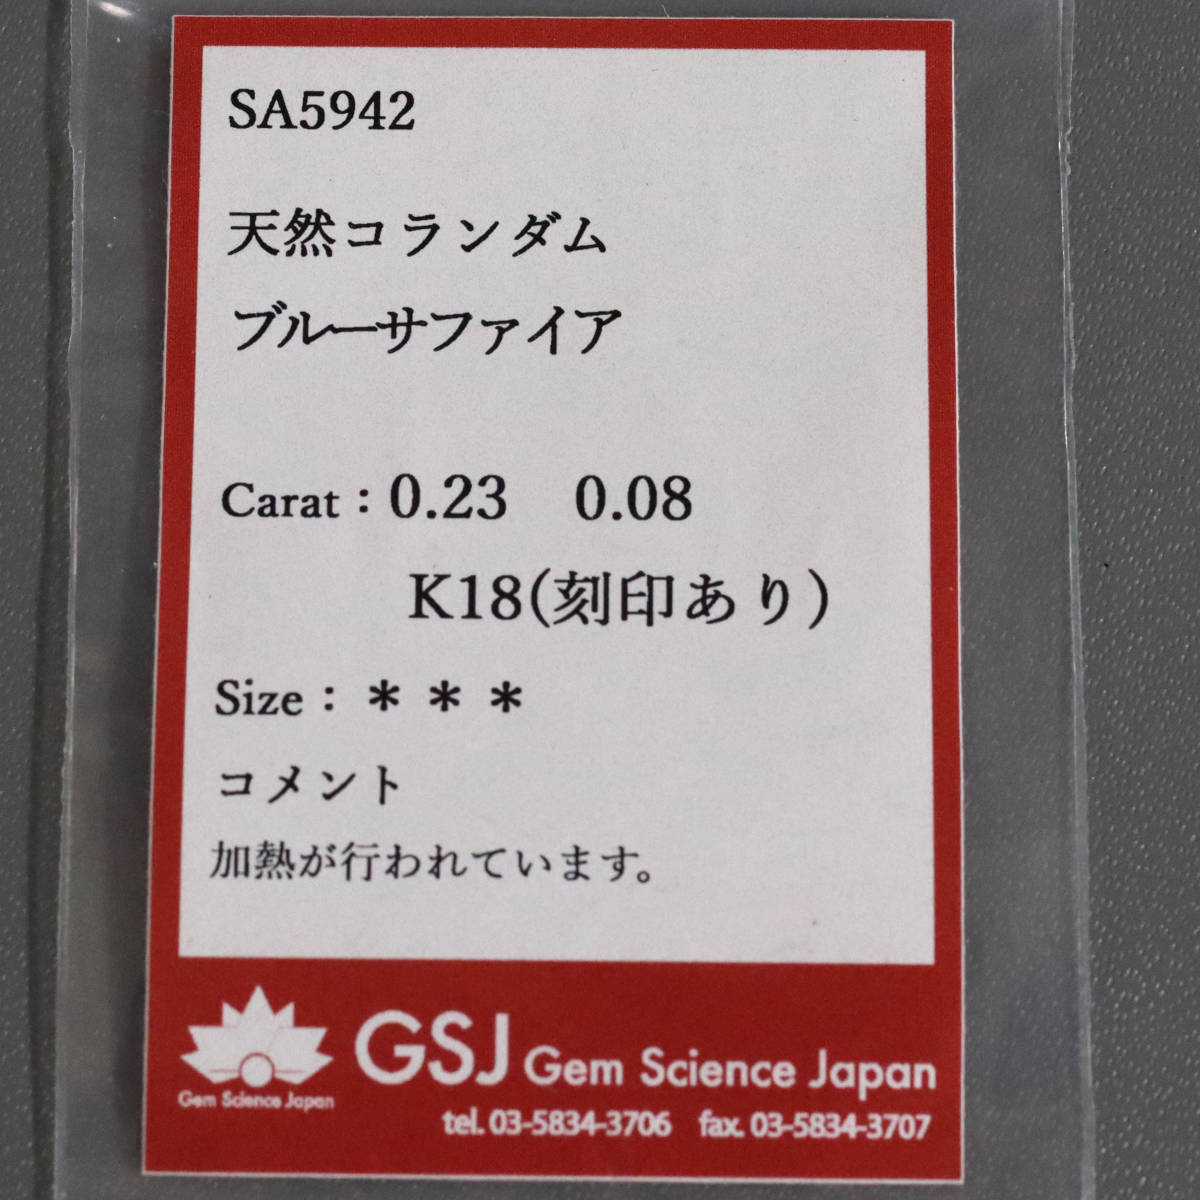 SA5942
天然コランダム
ブルーサファイア
Carat：0.23 0.08
K18(刻印あり)
Size：＊＊＊
コメント
加熱が行われています。
GSJ Gem Science Japan
Gem Science Japan
tel. 03-5834-3706 fax. 03-5834-3707